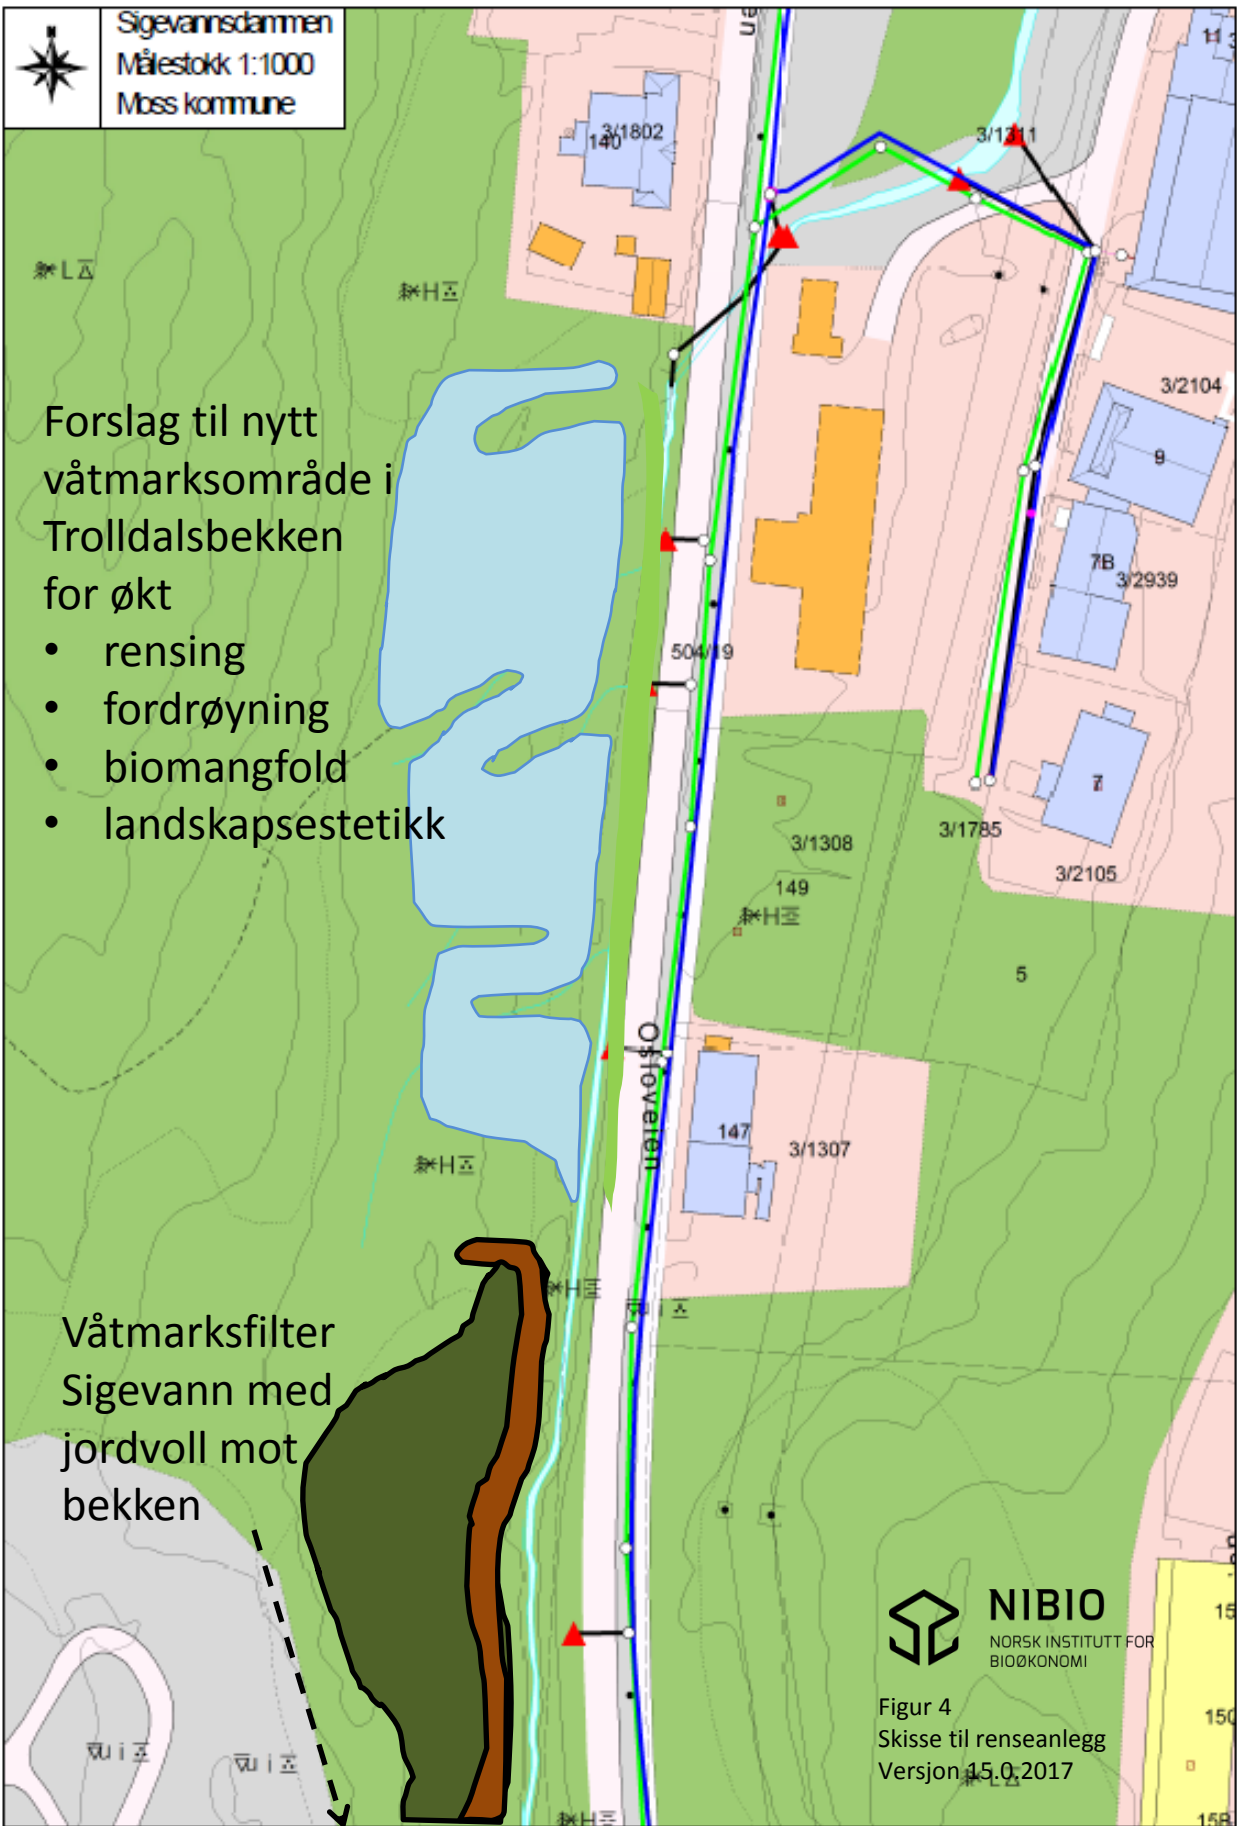 Sigevannsdammen
Målestokk 1:1000
Moss kommune
N
3/1802
140
3/1311
11
3/2104
9
7B
3/2939
504/19
7
3/1785
3/1308
149
3/2105
5
Osloveien
147
3/1307
L
H
H
H
H
H
L
u i
u i
u i
150
158
Forslag til nytt
våtmarksområde i
Trolldalsbekken
for økt
• rensing
• fordrøyning
• biomangfold
• landskapsestetikk
Våtmarksfilter
Sigevann med
jordvoll mot
bekken
NIBIO
NORSK INSTITUTT FOR
BIOØKONOMI
Figur 4
Skisse til renseanlegg
Versjon 15.0.2017